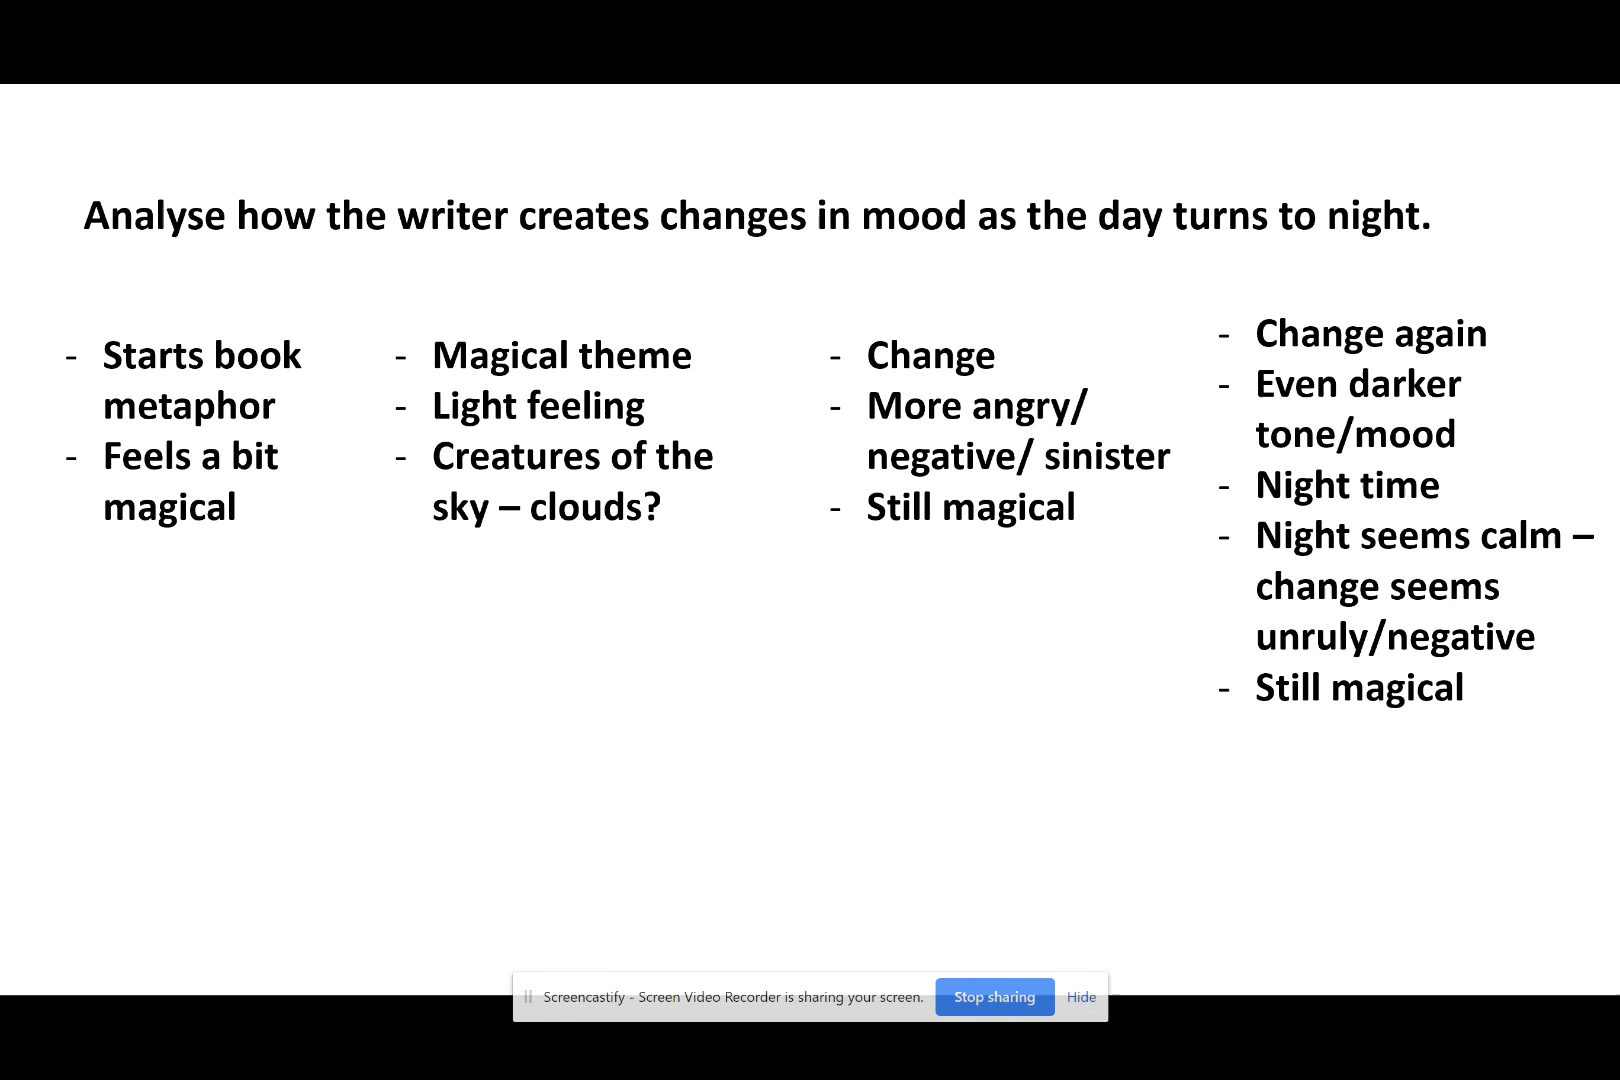 Analyse how the writer creates changes in mood as the day turns to night.
- Starts book
metaphor
- Feels a bit
magical
- Magical theme
- Light feeling
- Creatures of the
sky – clouds?
- Change
- More angry/
negative/ sinister
- Still magical
- Change again
- Even darker
tone/mood
- Night time
- Night seems calm –
change seems
unruly/negative
- Still magical
Screencastify - Screen Video Recorder is sharing your screen. Stop sharing Hide